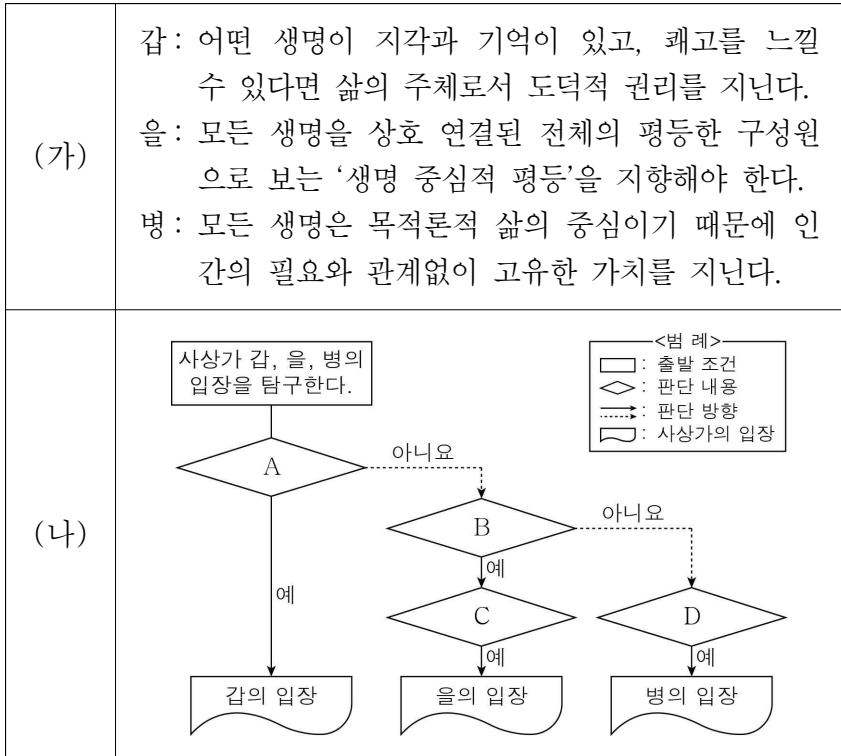 (가)
갑 : 어떤 생명이 지각과 기억이 있고, 쾌고를 느낄
수 있다면 삶의 주체로서 도덕적 권리를 지닌다.
을 : 모든 생명을 상호 연결된 전체의 평등한 구성원
으로 보는 ‘생명 중심적 평등’을 지향해야 한다.
병 : 모든 생명은 목적론적 삶의 중심이기 때문에 인
간의 필요와 관계없이 고유한 가치를 지닌다.
(나)
사상가 갑, 을, 병의
입장을 탐구한다.
<범 례>
: 출발 조건
: 판단 내용
: 판단 방향
: 사상가의 입장
A
아니요
B
아니요
예
예
C
D
예
예
갑의 입장
을의 입장
병의 입장